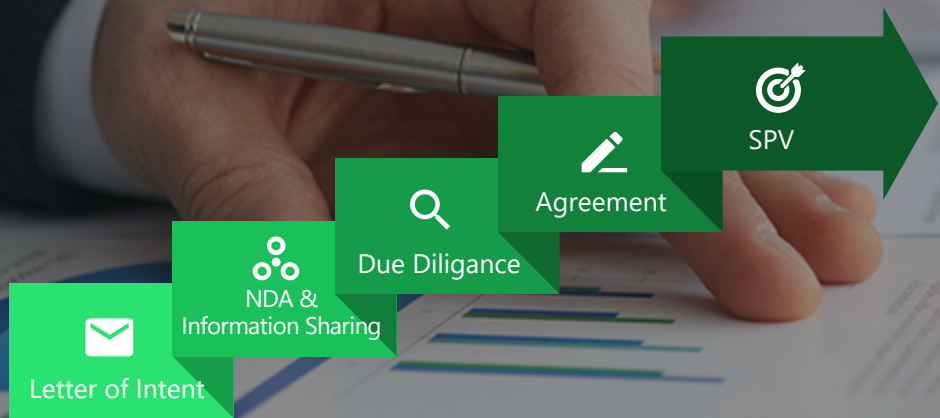 Letter of Intent
NDA &
Information Sharing
Due Diligance
Agreement
SPV